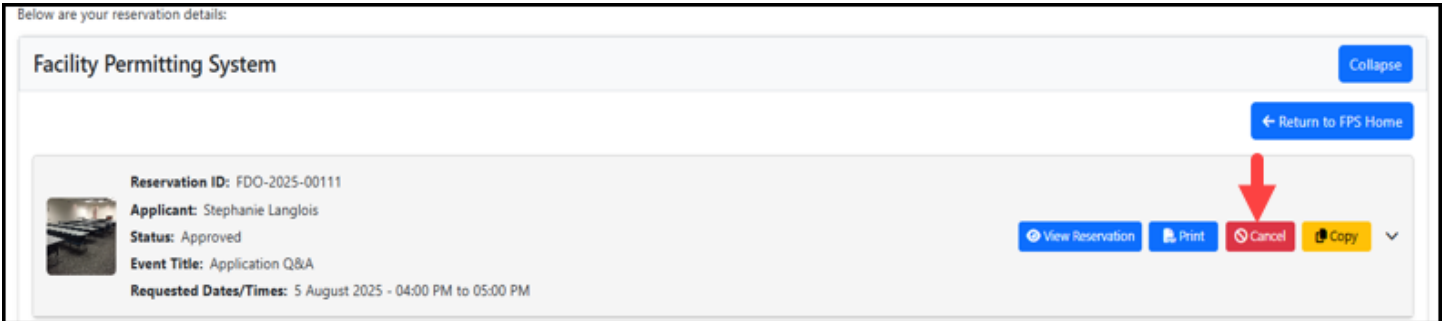 Below are your reservation details:
Facility Permitting System
Collapse
Return to FPS Home
Reservation ID: FDO-2025-00111
Applicant: Stephanie Langlois
Status: Approved
Event Title: Application Q&A
Requested Dates/Times: 5 August 2025 - 04:00 PM to 05:00 PM
View Reservation
Print
Cancel
Copy